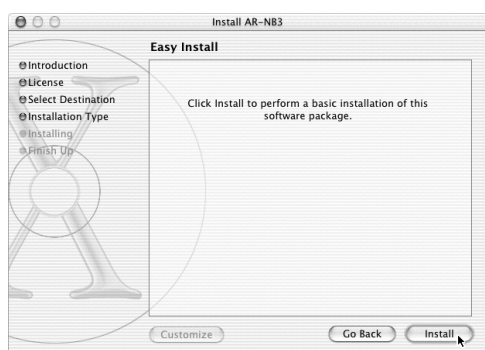 Install AR-NB3
Easy Install
Introduction
License
Select Destination
Installation Type
Installing
Finish Up
Click Install to perform a basic installation of this
software package.
Customize
Go Back
Install